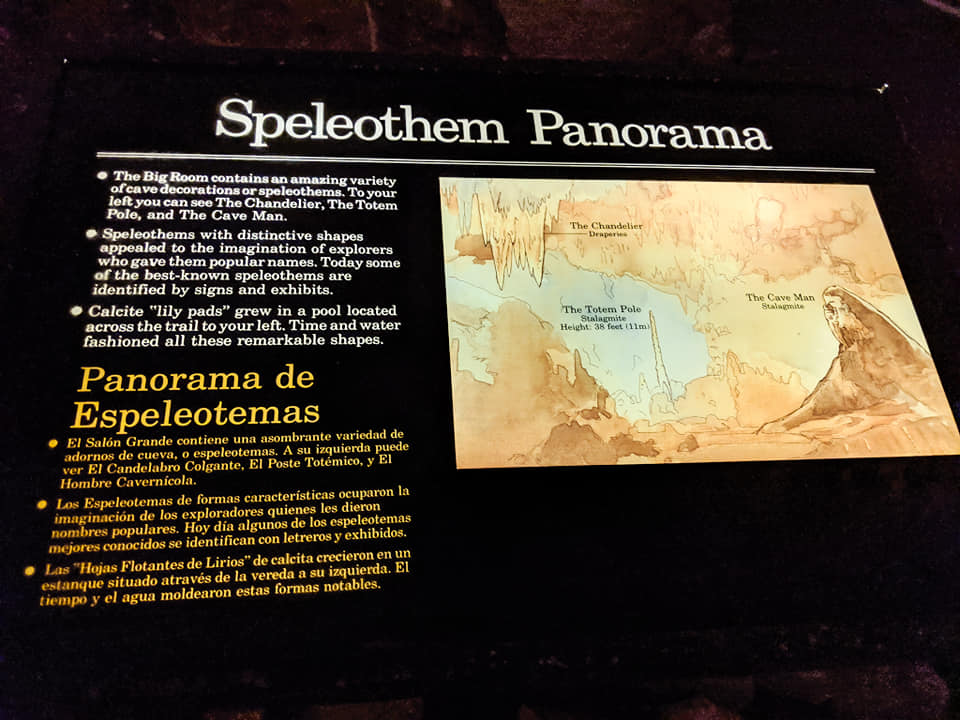 Speleothem Panorama
● The Big Room contains an amazing variety
of cave decorations or speleothems. To your
left you can see The Chandelier, The Totem
Pole, and The Cave Man.
● Speleothems with distinctive shapes
appealed to the imagination of explorers
who gave them popular names. Today some
of the best-known speleothems are
identified by signs and exhibits.
● Calcite "lily pads" grew in a pool located
across the trail to your left. Time and water
fashioned all these remarkable shapes.
Panorama de
Espeleotemas
● El Salón Grande contiene una asombrante variedad de
adornos de cueva, o espeleotemas. A su izquierda puede
ver El Candelabro Colgante, El Poste Totémico, y El
Hombre Cavernícola.
● Los Espeleotemas de formas características ocuparon la
imaginación de los exploradores quienes les dieron
nombres populares. Hoy día algunos de los espeleotemas
mejores conocidos se identifican con letreros y exhibidos.
● Las "Hojas Flotantes de Lirios" de calcita crecieron en un
estanque situado através de la vereda a su izquierda. El
tiempo y el agua moldearon estas formas notables.
The Chandelier
Draperies
The Totem Pole
Stalagmite
Height: 38 feet (11m)
The Cave Man
Stalagmite